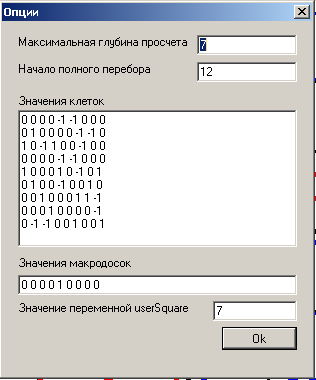 Опции
Максимальная глубина просчета 7
Начало полного перебора 12
Значения клеток
0 0 0 0 -1 -1 0 0 0
0 1 0 0 0 0 -1 -1 0
1 0 -1 1 0 0 -1 0 0
0 0 0 0 -1 -1 0 0 0
1 0 0 0 1 0 -1 0 1
0 1 0 0 -1 0 0 1 0
0 0 1 0 0 0 1 1 -1
0 0 0 1 0 0 0 0 -1
0 -1 -1 0 0 1 0 0 1
Значения макродосок
0 0 0 0 1 0 0 0 0
Значение переменной userSquare 7
Ok